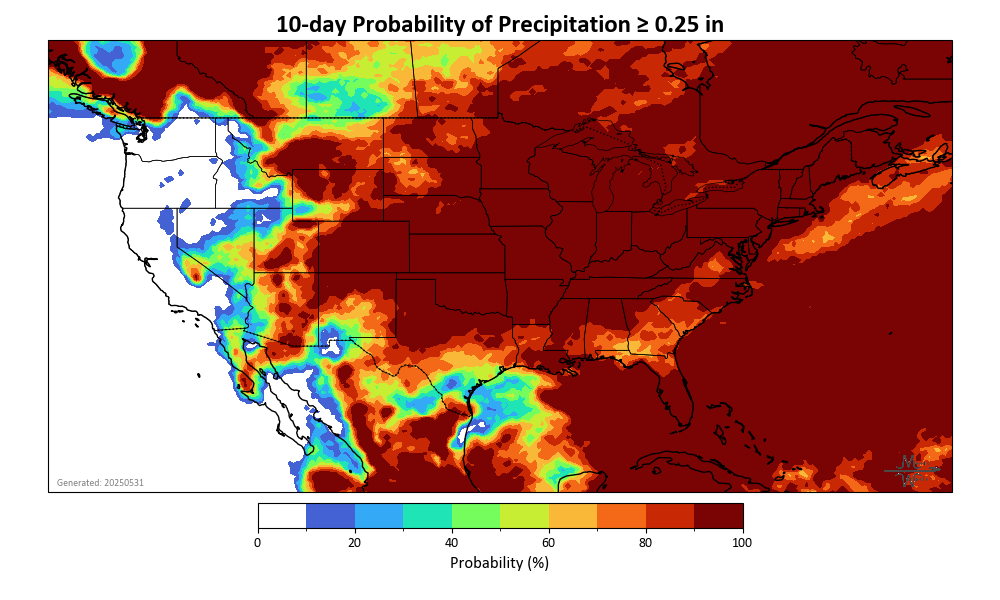 10-day Probability of Precipitation ≥ 0.25 in
Generated: 20250531
0 20 40 60 80 100
Probability (%)